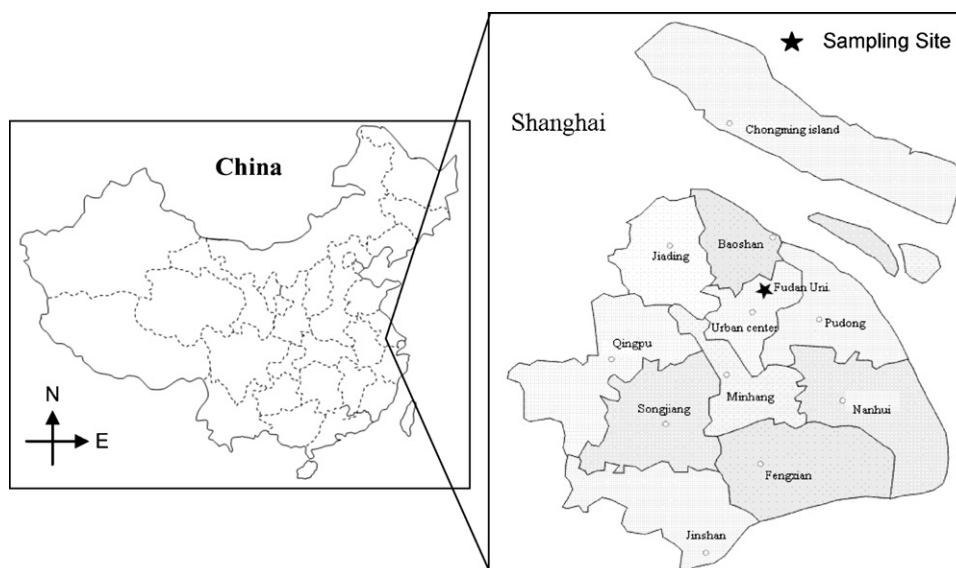 China
N
E
Sampling Site
Shanghai
Chongming island
Baoshan
Jiading
Fudan Uni.
Urban center
Pudong
Qingpu
Minhang
Songjiang
Nanhui
Fengxian
Jinshan